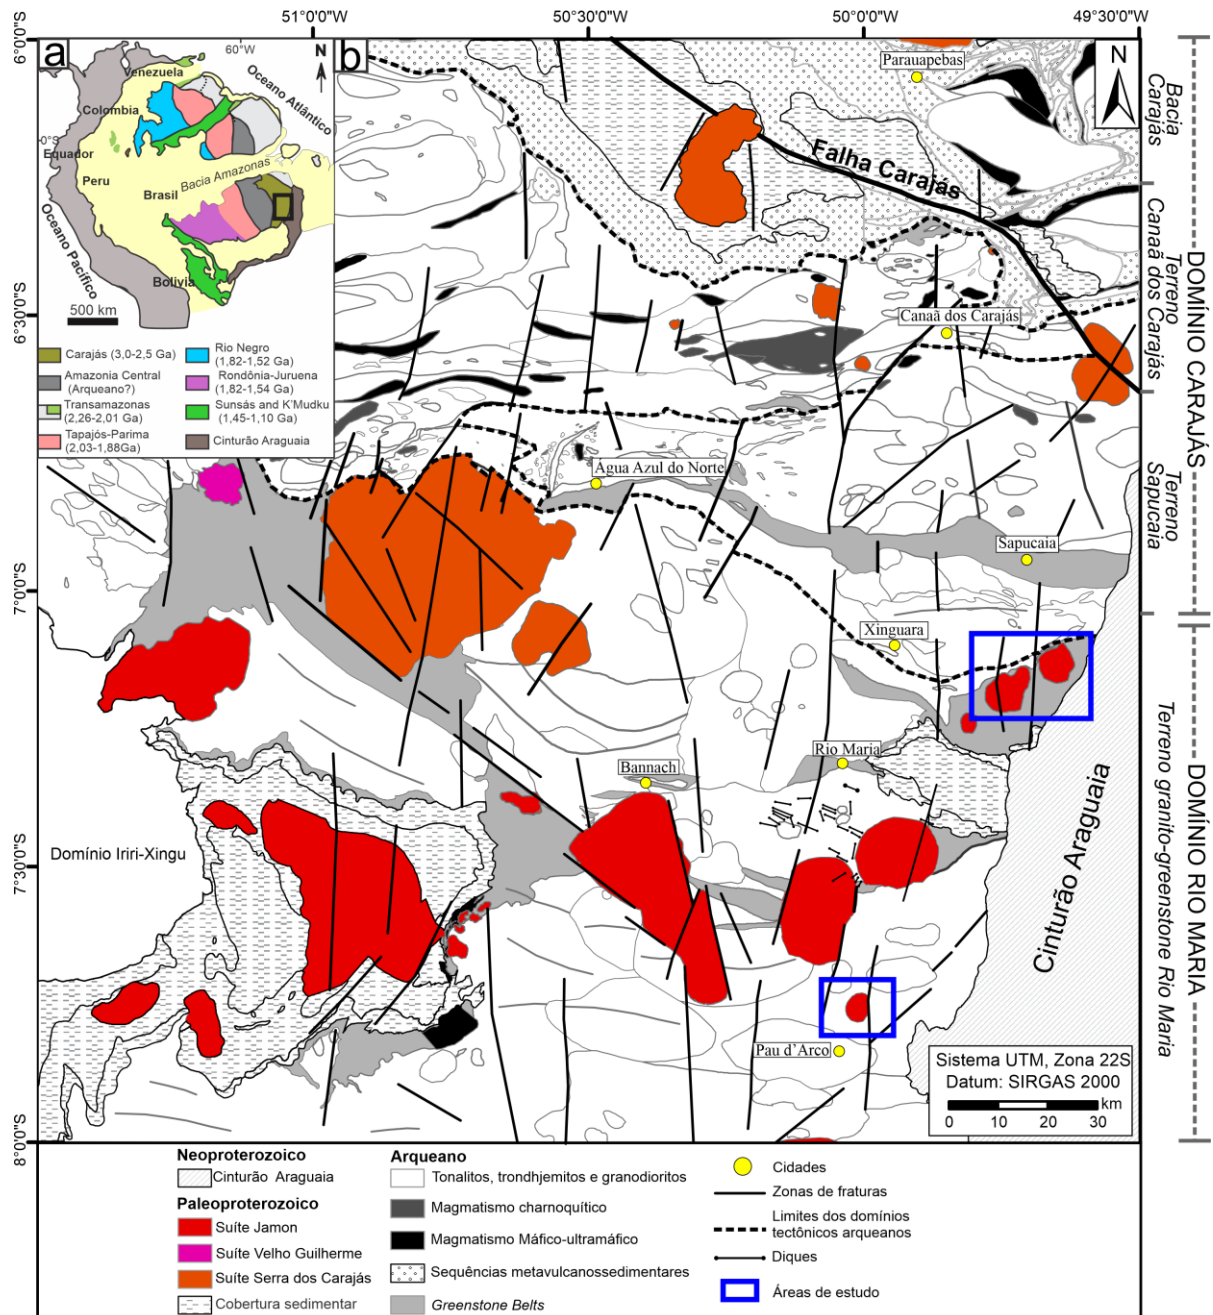 51°0'0"W
50°30'0"W
50°0'0"W
49°30'0"W
6°0'0"S
6°30'0"S
7°0'0"S
7°30'0"S
8°0'0"S
a
60°W
N
Venezuela
Oceano Atlântico
Colombia
0°S
Equador
Peru
Bacia Amazonas
Brasil
Oceano Pacífico
Bolivia
500 km
Carajás (3,0-2,5 Ga)
Amazonia Central
(Arqueano?)
Transamazonas
(2,26-2,01 Ga)
Tapajós-Parima
(2,03-1,88Ga)
Rio Negro
(1,82-1,52 Ga)
Rondônia-Juruena
(1,82-1,54 Ga)
Sunsás and K'Mudku
(1,45-1,10 Ga)
Cinturão Araguaia
b
N
Parauapebas
Falha Carajás
Canaã dos Carajás
Água Azul do Norte
Sapucaia
Xinguara
Rio Maria
Bannach
Domínio Iriri-Xingu
Cinturão Araguaia
Pau d'Arco
Sistema UTM, Zona 22S
Datum: SIRGAS 2000
km
0 10 20 30
Bacia
Carajás
Terreno
Canaã dos Carajás
Terreno
Sapucaia
DOMÍNIO CARAJÁS
Terreno granito-greenstone Rio Maria
DOMÍNIO RIO MARIA
Neoproterozoico
Cinturão Araguaia
Paleoproterozoico
Suíte Jamon
Suíte Velho Guilherme
Suíte Serra dos Carajás
Cobertura sedimentar
Arqueano
Tonalitos, trondhjemitos e granodioritos
Magmatismo charnoquítico
Magmatismo Máfico-ultramáfico
Sequências metavulcanossedimentares
Greenstone Belts
Cidades
Zonas de fraturas
Limites dos domínios
tectônicos arqueanos
Diques
Áreas de estudo